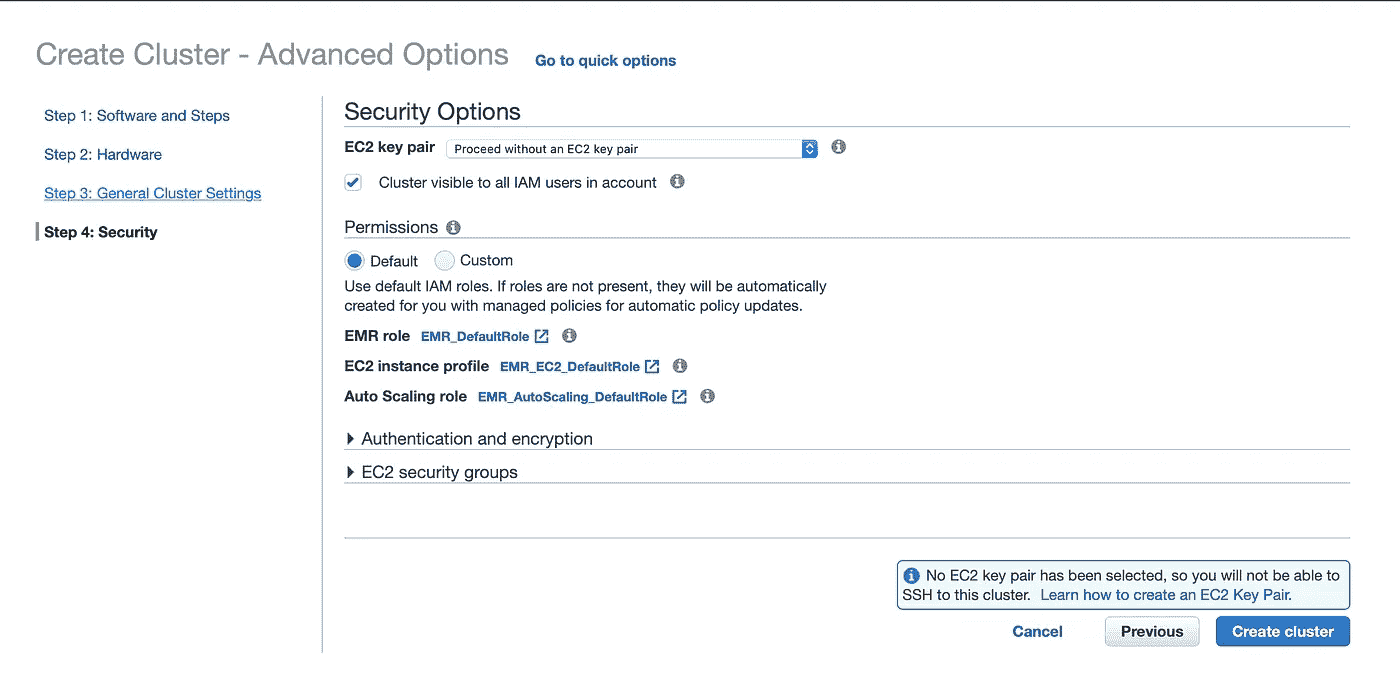 Create Cluster - Advanced Options
Go to quick options
Step 1: Software and Steps
Step 2: Hardware
Step 3: General Cluster Settings
Step 4: Security
Security Options
EC2 key pair
Proceed without an EC2 key pair
Cluster visible to all IAM users in account
Permissions
Default
Custom
Use default IAM roles. If roles are not present, they will be automatically
created for you with managed policies for automatic policy updates.
EMR role EMR_DefaultRole
EC2 instance profile EMR_EC2_DefaultRole
Auto Scaling role EMR_AutoScaling_DefaultRole
Authentication and encryption
EC2 security groups
No EC2 key pair has been selected, so you will not be able to
SSH to this cluster. Learn how to create an EC2 Key Pair.
Cancel
Previous
Create cluster